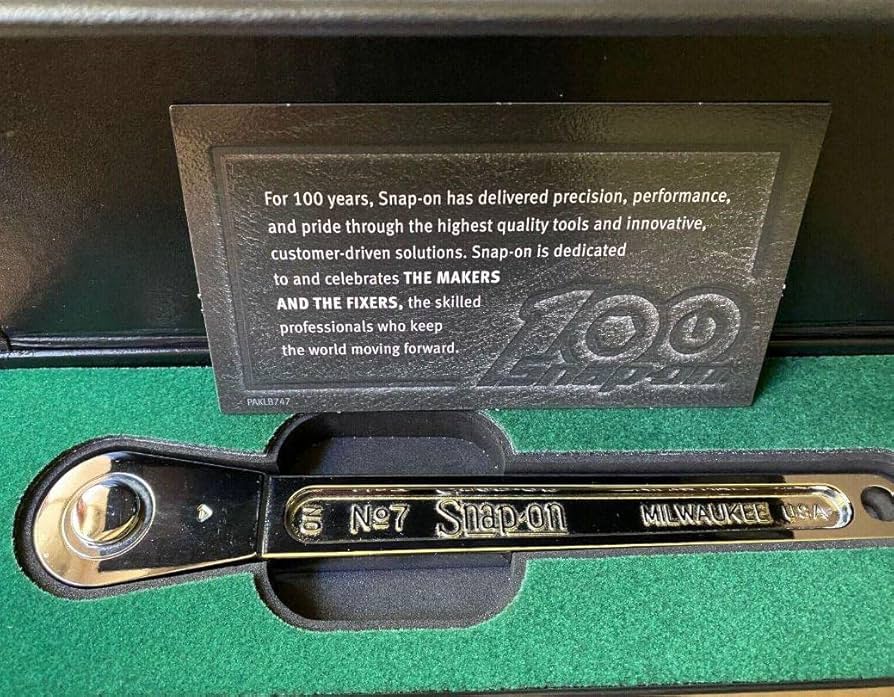 For 100 years, Snap-on has delivered precision, performance,
and pride through the highest quality tools and innovative,
customer-driven solutions. Snap-on is dedicated
to and celebrates THE MAKERS
AND THE FIXERS, the skilled
professionals who keep
the world moving forward.
100
Snap-on
PAKLB747
ON
No7 Snap-on MILWAUKEE USA